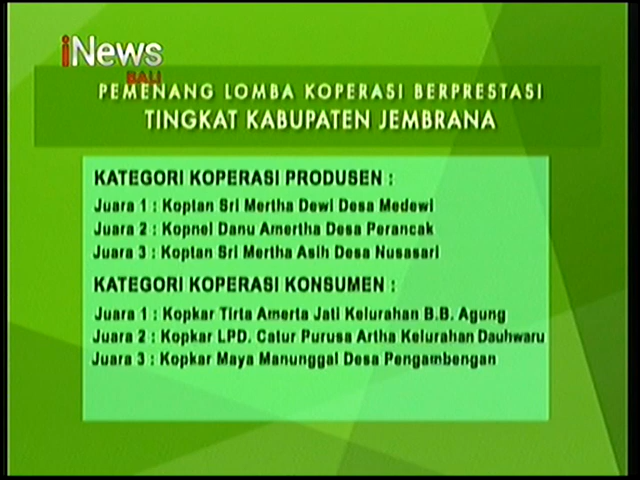 iNews
BALI
PEMENANG LOMBA KOPERASI BERPRESTASI
TINGKAT KABUPATEN JEMBRANA
KATEGORI KOPERASI PRODUSEN :
Juara 1 : Koptan Sri Mertha Dewi Desa Medewi
Juara 2 : Kopnel Danu Amertha Desa Perancak
Juara 3 : Koptan Sri Mertha Asih Desa Nusasari
KATEGORI KOPERASI KONSUMEN :
Juara 1 : Kopkar Tirta Amerta Jati Kelurahan B.B. Agung
Juara 2 : Kopkar LPD. Catur Purusa Artha Kelurahan Dauhwaru
Juara 3 : Kopkar Maya Manunggal Desa Pengambengan